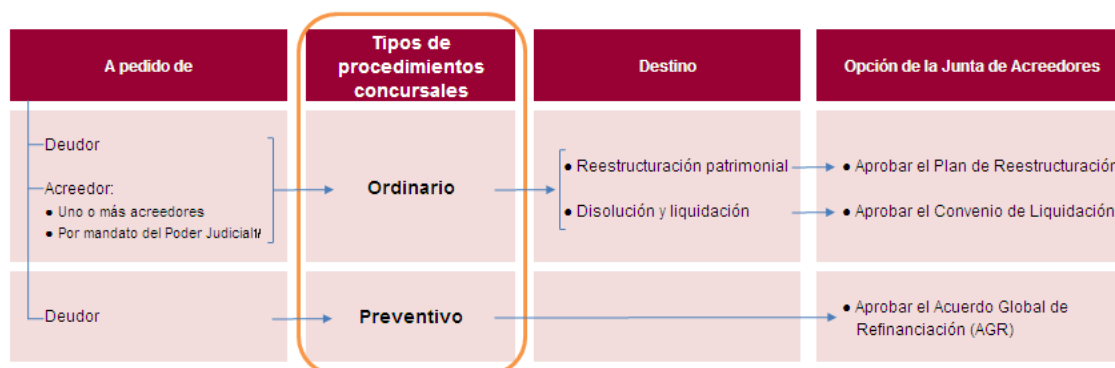 A pedido de
Tipos de
procedimientos
concursales
Destino
Opción de la Junta de Acreedores
Deudor
Acreedor:
● Uno o más acreedores
● Por mandato del Poder Judicial1/
Ordinario
● Reestructuración patrimonial
● Disolución y liquidación
● Aprobar el Plan de Reestructuración
● Aprobar el Convenio de Liquidación
Deudor
Preventivo
● Aprobar el Acuerdo Global de
Refinanciación (AGR)